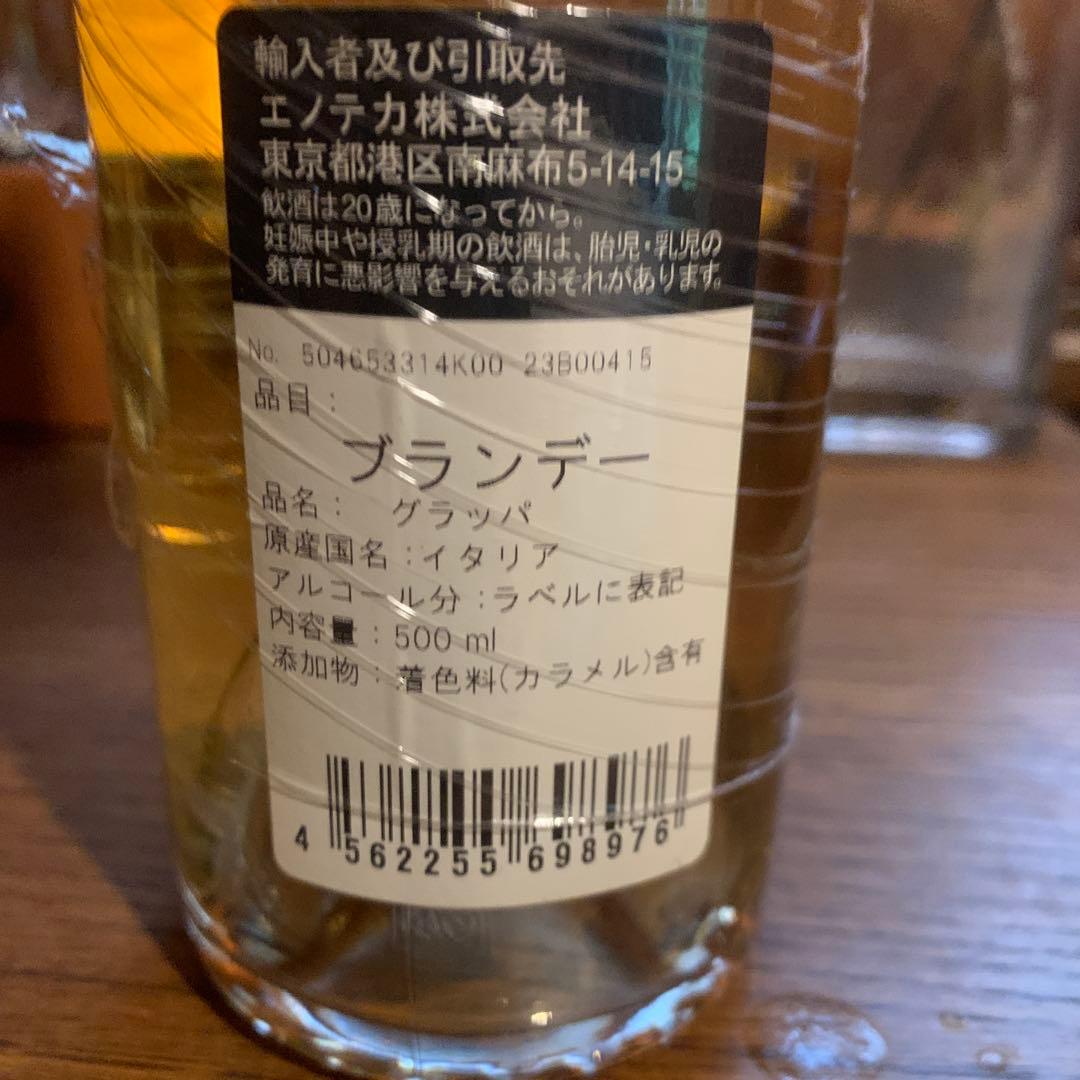 輸入者及び引取先
エノテカ株式会社
東京都港区南麻布5-14-15
飲酒は20歳になってから。
妊娠中や授乳期の飲酒は、胎児・乳児の
発育に悪影響を与えるおそれがあります。
No. 504653314K00 23B00415
品目:
ブランデー
品名: グラッパ
原産国名:イタリア
アルコール分:ラベルに表記
内容量:500 ml
添加物:着色料(カラメル)含有
4 562255 698976